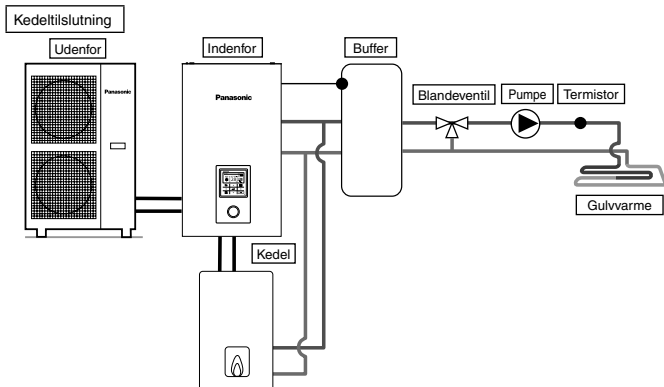 Kedeltilslutning
Udenfor
Indenfor
Buffer
Blandeventil
Pumpe
Termistor
Panasonic
Panasonic
Gulvvarme
Kedel